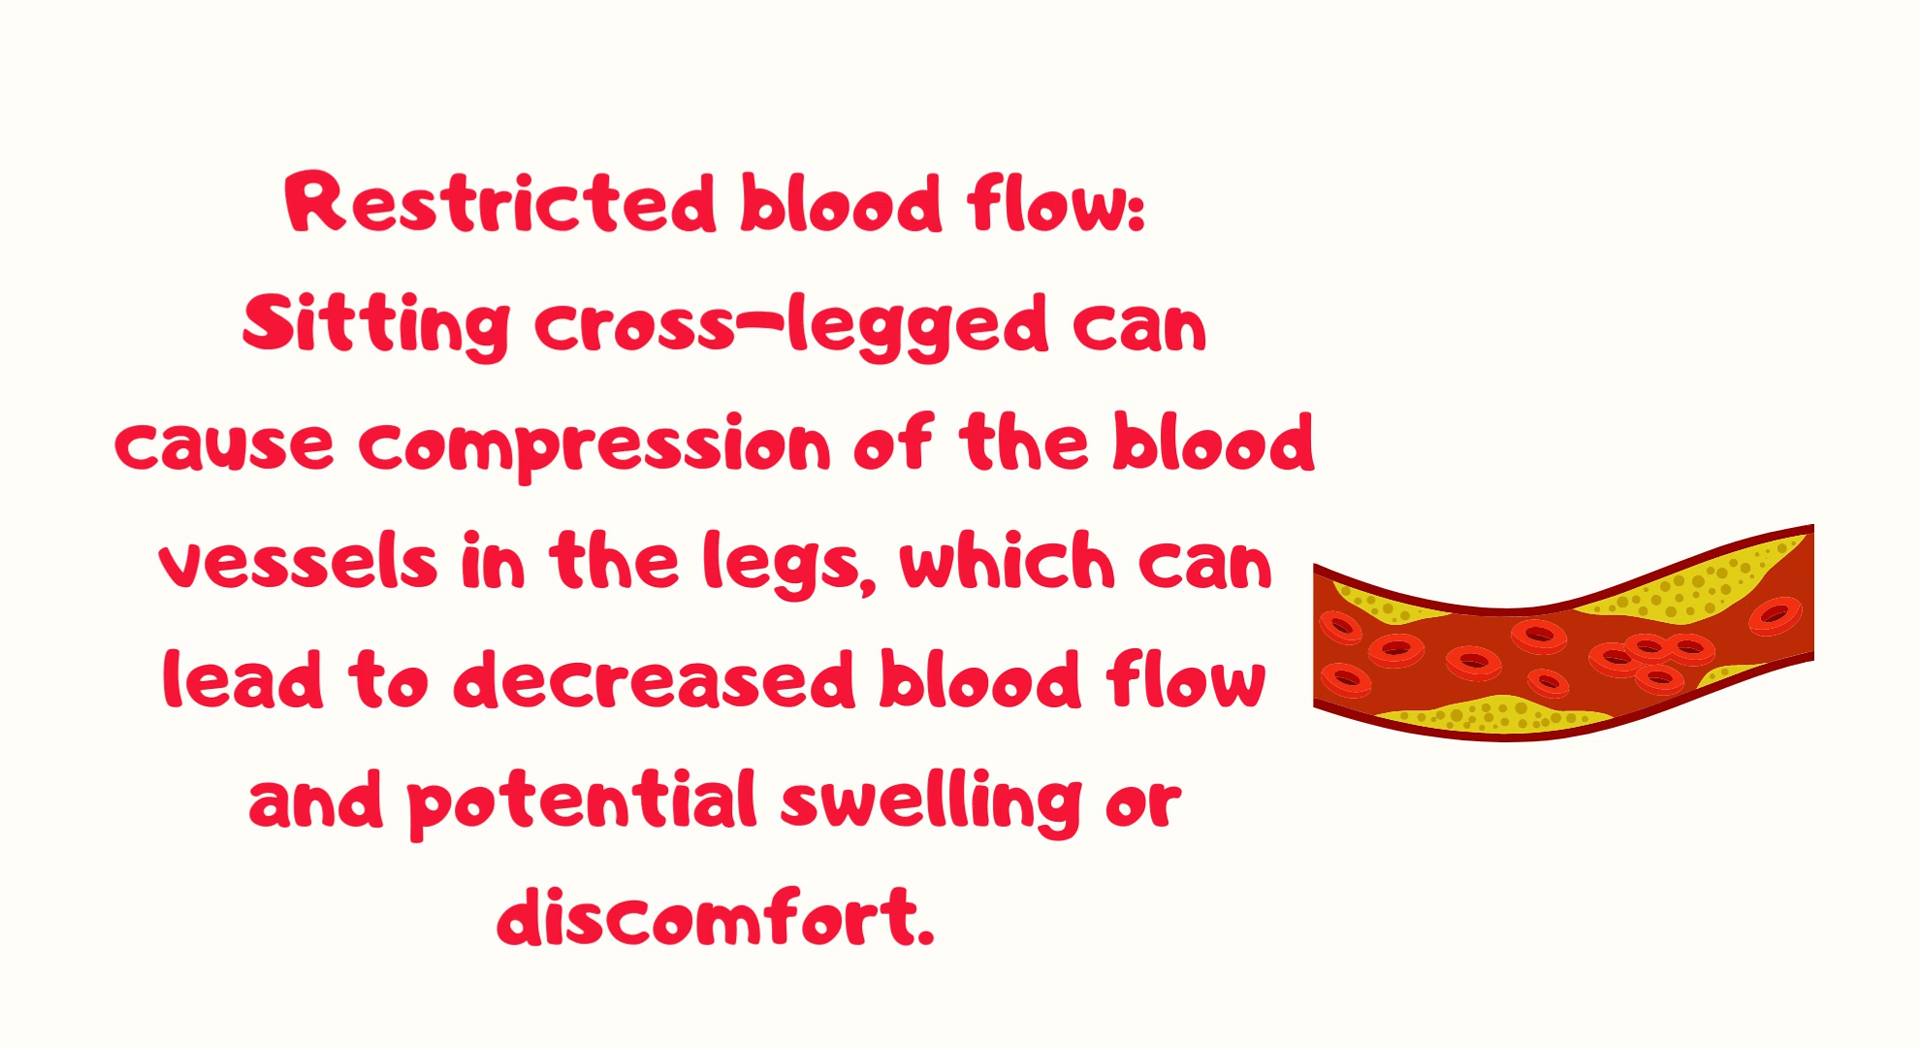 Restricted blood flow:
Sitting cross-legged can
cause compression of the blood
vessels in the legs, which can
lead to decreased blood flow
and potential swelling or
discomfort.